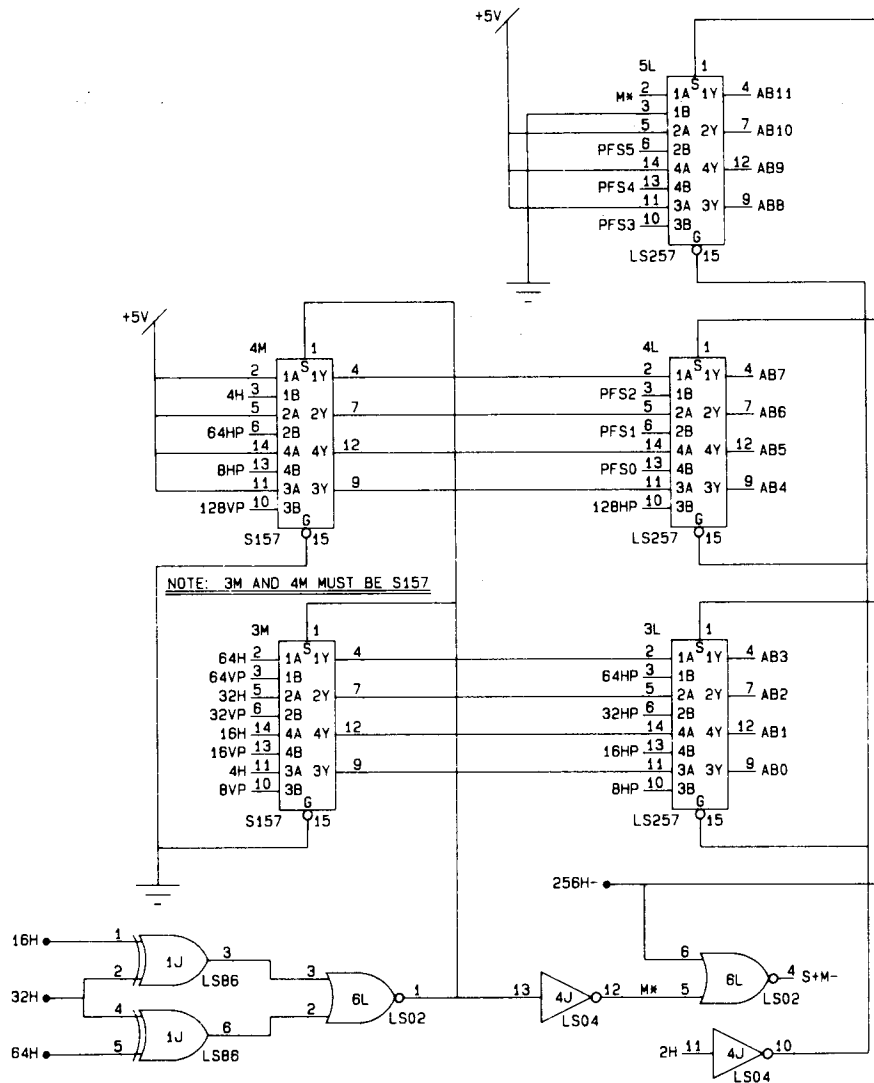 +5V
5L 1
S
M* 2 1A 1Y 4 AB11
3 1B
5 2A 2Y 7 AB10
PFS5 6 2B
14 4A 4Y 12 AB9
PFS4 13 4B
11 3A 3Y 9 AB8
PFS3 10 3B
G
LS257 15
+5V
4M 1
S
2 1A 1Y 4
4H 3 1B
5 2A 2Y 7
64HP 6 2B
14 4A 4Y 12
8HP 13 4B
11 3A 3Y 9
128VP 10 3B
G
S157 15
4L 1
S
2 1A 1Y 4 AB7
PFS2 3 1B
5 2A 2Y 7 AB6
PFS1 6 2B
14 4A 4Y 12 AB5
PFS0 13 4B
11 3A 3Y 9 AB4
128HP 10 3B
G
LS257 15
NOTE: 3M AND 4M MUST BE S157
3M 1
S
64H 2 1A 1Y 4
64VP 3 1B
32H 5 2A 2Y 7
32VP 6 2B
16H 14 4A 4Y 12
16VP 13 4B
4H 11 3A 3Y 9
8VP 10 3B
G
S157 15
3L 1
S
2 1A 1Y 4 AB3
64HP 3 1B
5 2A 2Y 7 AB2
32HP 6 2B
14 4A 4Y 12 AB1
16HP 13 4B
11 3A 3Y 9 AB0
8HP 10 3B
G
LS257 15
256H-
16H 1 1J 3
2 LS86
32H
4 1J 6
64H 5 LS86
3 6L 1
2 LS02
13 4J 12 M*
LS04
6 6L 4 S+M-
5 LS02
2H 11 4J 10
LS04